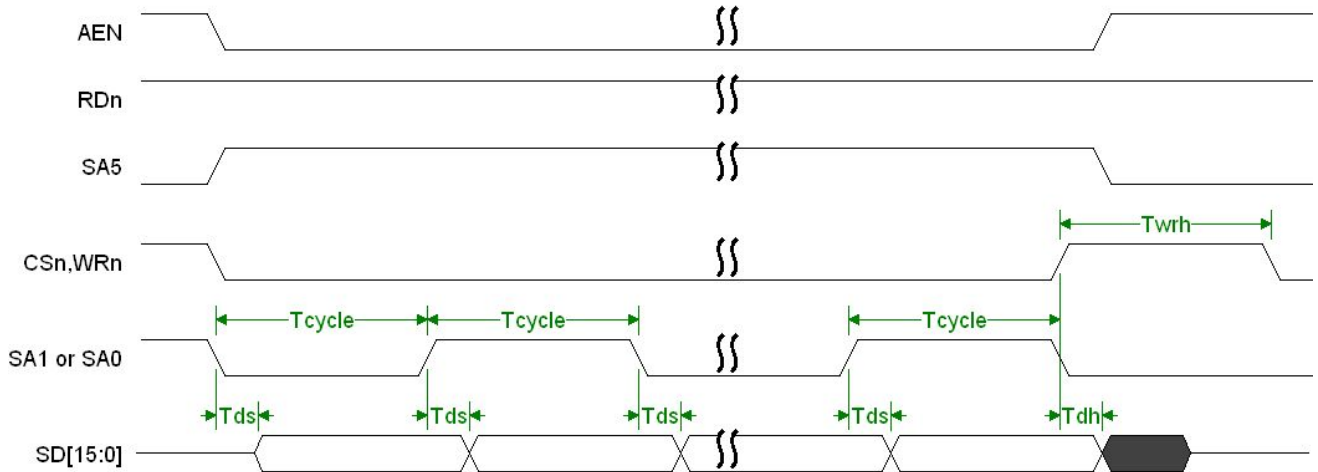 AEN
RDn
SA5
Twrh
CSn,WRn
Tcycle Tcycle Tcycle
SA1 or SA0
Tds Tds Tds Tds Tdh
SD[15:0]